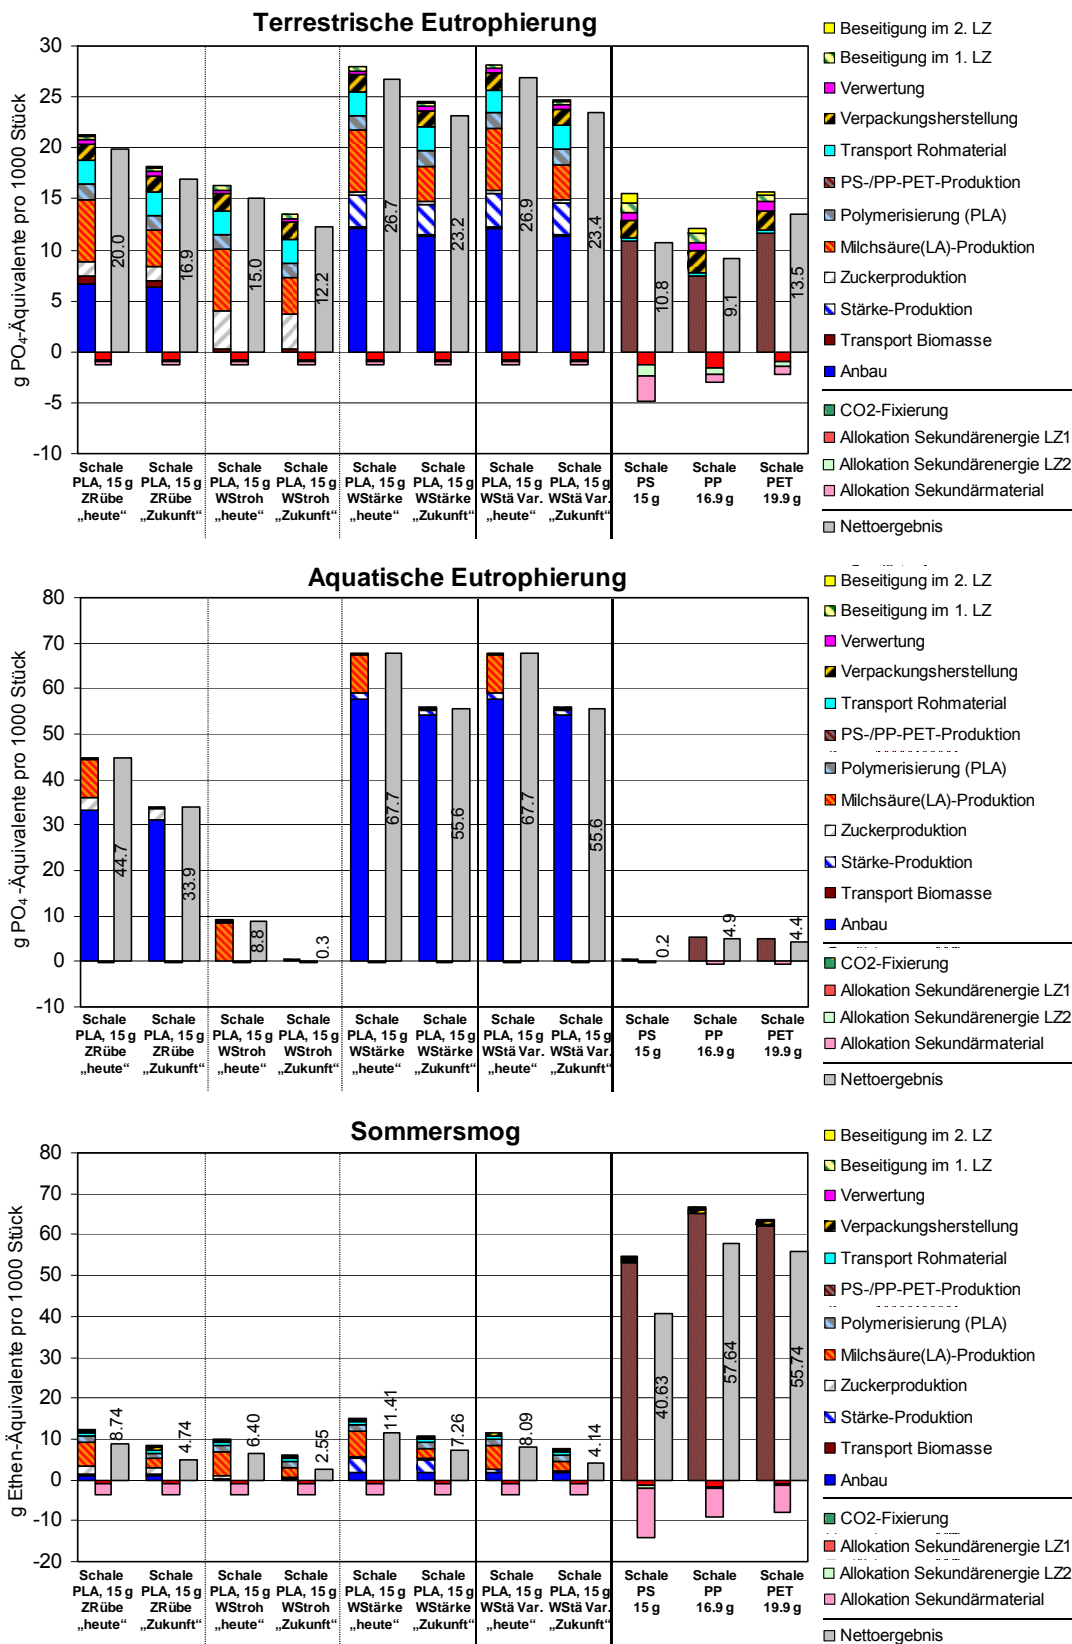 Terrestrische Eutrophierung
g PO₄-Äquivalente pro 1000 Stück
30
25
20
15
10
5
0
-5
-10
20.0
16.9
15.0
12.2
26.7
23.2
26.9
23.4
10.8
9.1
13.5
Schale PLA, 15 g ZRübe „heute“
Schale PLA, 15 g ZRübe „Zukunft“
Schale PLA, 15 g WStroh „heute“
Schale PLA, 15 g WStroh „Zukunft“
Schale PLA, 15 g WStärke „heute“
Schale PLA, 15 g WStärke „Zukunft“
Schale PLA, 15 g WStä Var. „heute“
Schale PLA, 15 g WStä Var. „Zukunft“
Schale PS 15 g
Schale PP 16.9 g
Schale PET 19.9 g
Beseitigung im 2. LZ
Beseitigung im 1. LZ
Verwertung
Verpackungsherstellung
Transport Rohmaterial
PS-/PP-PET-Produktion
Polymerisierung (PLA)
Milchsäure(LA)-Produktion
Zuckerproduktion
Stärke-Produktion
Transport Biomasse
Anbau
CO2-Fixierung
Allokation Sekundärenergie LZ1
Allokation Sekundärenergie LZ2
Allokation Sekundärmaterial
Nettoergebnis
Aquatische Eutrophierung
g PO₄-Äquivalente pro 1000 Stück
80
70
60
50
40
30
20
10
0
-10
44.7
33.9
8.8
0.3
67.7
55.6
67.7
55.6
0.2
4.9
4.4
Schale PLA, 15 g ZRübe „heute“
Schale PLA, 15 g ZRübe „Zukunft“
Schale PLA, 15 g WStroh „heute“
Schale PLA, 15 g WStroh „Zukunft“
Schale PLA, 15 g WStärke „heute“
Schale PLA, 15 g WStärke „Zukunft“
Schale PLA, 15 g WStä Var. „heute“
Schale PLA, 15 g WStä Var. „Zukunft“
Schale PS 15 g
Schale PP 16.9 g
Schale PET 19.9 g
Beseitigung im 2. LZ
Beseitigung im 1. LZ
Verwertung
Verpackungsherstellung
Transport Rohmaterial
PS-/PP-PET-Produktion
Polymerisierung (PLA)
Milchsäure(LA)-Produktion
Zuckerproduktion
Stärke-Produktion
Transport Biomasse
Anbau
CO2-Fixierung
Allokation Sekundärenergie LZ1
Allokation Sekundärenergie LZ2
Allokation Sekundärmaterial
Nettoergebnis
Sommersmog
g Ethen-Äquivalente pro 1000 Stück
80
70
60
50
40
30
20
10
0
-10
-20
8.74
4.74
6.40
2.55
11.41
7.26
8.09
4.14
40.63
57.64
55.74
Schale PLA, 15 g ZRübe „heute“
Schale PLA, 15 g ZRübe „Zukunft“
Schale PLA, 15 g WStroh „heute“
Schale PLA, 15 g WStroh „Zukunft“
Schale PLA, 15 g WStärke „heute“
Schale PLA, 15 g WStärke „Zukunft“
Schale PLA, 15 g WStä Var. „heute“
Schale PLA, 15 g WStä Var. „Zukunft“
Schale PS 15 g
Schale PP 16.9 g
Schale PET 19.9 g
Beseitigung im 2. LZ
Beseitigung im 1. LZ
Verwertung
Verpackungsherstellung
Transport Rohmaterial
PS-/PP-PET-Produktion
Polymerisierung (PLA)
Milchsäure(LA)-Produktion
Zuckerproduktion
Stärke-Produktion
Transport Biomasse
Anbau
CO2-Fixierung
Allokation Sekundärenergie LZ1
Allokation Sekundärenergie LZ2
Allokation Sekundärmaterial
Nettoergebnis